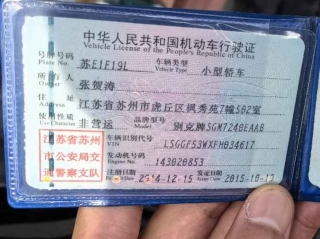 中华人民共和国机动车行驶证
Vehicle License of the People's Republic of China
号牌号码 苏E1F19L 车辆类型 小型轿车
Plate No. Vehicle Type
所有人 张贺涛
Owner
住址 江苏省苏州市虎丘区枫秀苑7幢502室
Address
使用性质 非营运 品牌型号 别克牌SGM7240EAAB
Use Character Model
江苏省苏州
市公安局交
通警察支队
车辆识别代号 LSGGF53WXFH034617
VIN
发动机号码 143020853
Engine No.
注册日期 2014-12-15 发证日期 2015-10-12